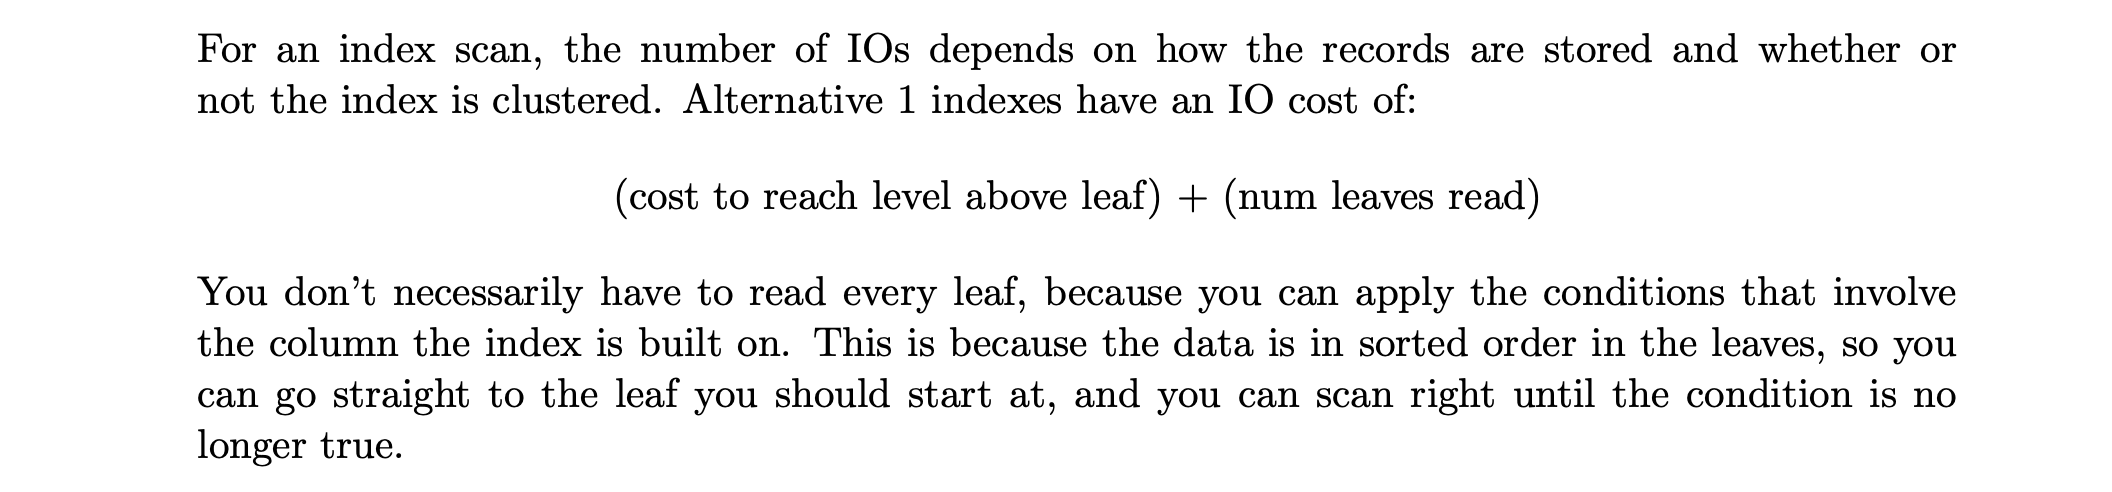 For an index scan, the number of IOs depends on how the records are stored and whether or
not the index is clustered. Alternative 1 indexes have an IO cost of:
(cost to reach level above leaf) + (num leaves read)
You don’t necessarily have to read every leaf, because you can apply the conditions that involve
the column the index is built on. This is because the data is in sorted order in the leaves, so you
can go straight to the leaf you should start at, and you can scan right until the condition is no
longer true.